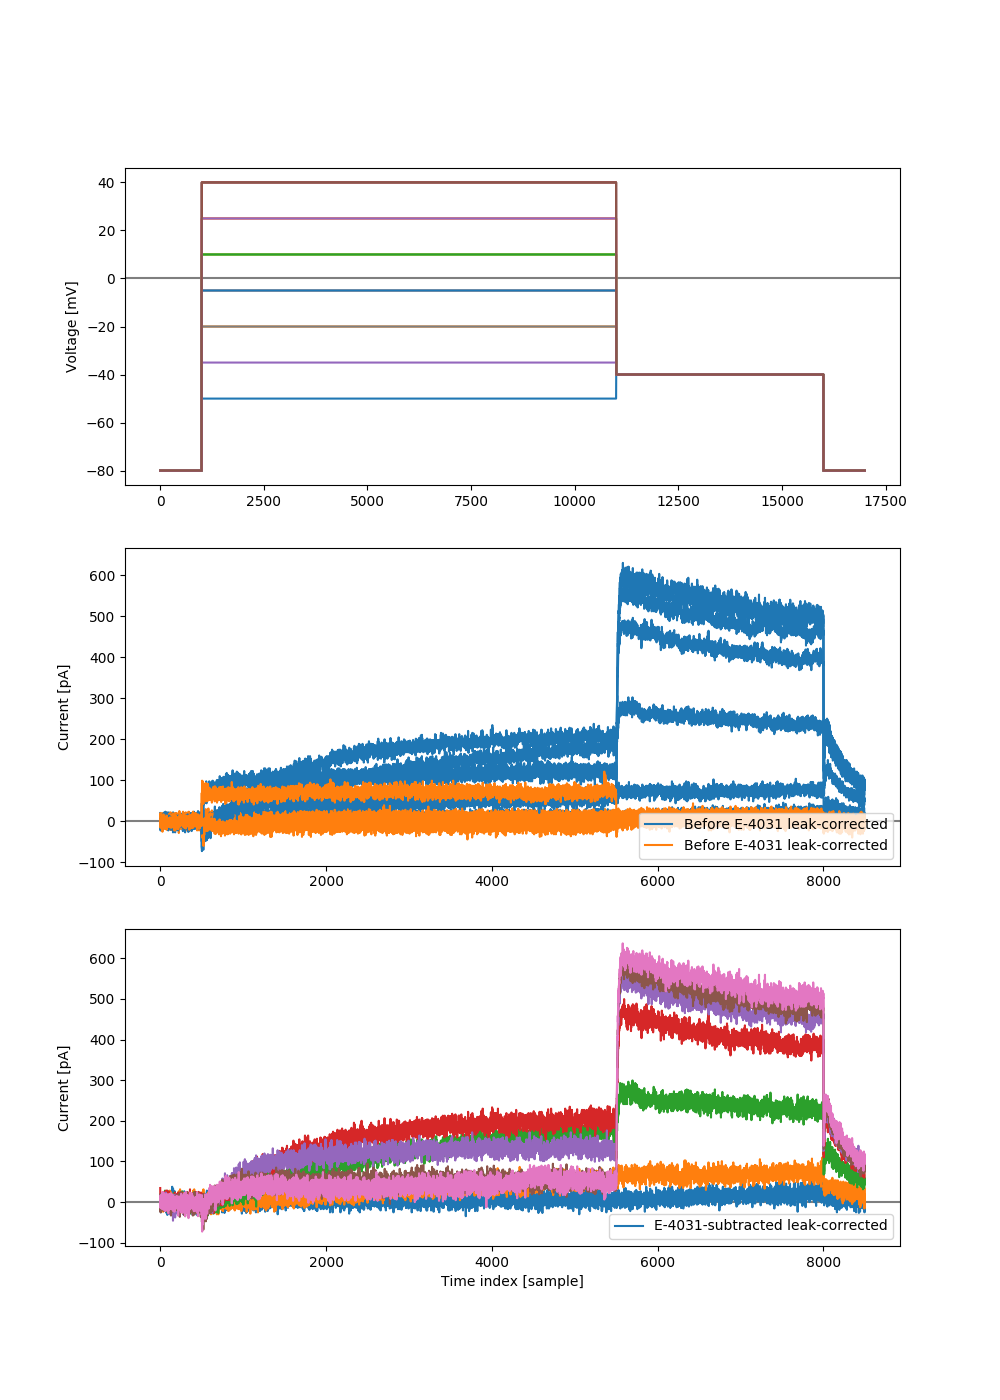 40
20
0
−20
−40
−60
−80
Voltage [mV]
0 2500 5000 7500 10000 12500 15000 17500
600
500
400
300
200
100
0
−100
Current [pA]
Before E-4031 leak-corrected
Before E-4031 leak-corrected
0 2000 4000 6000 8000
600
500
400
300
200
100
0
−100
Current [pA]
E-4031-subtracted leak-corrected
0 2000 4000 6000 8000
Time index [sample]